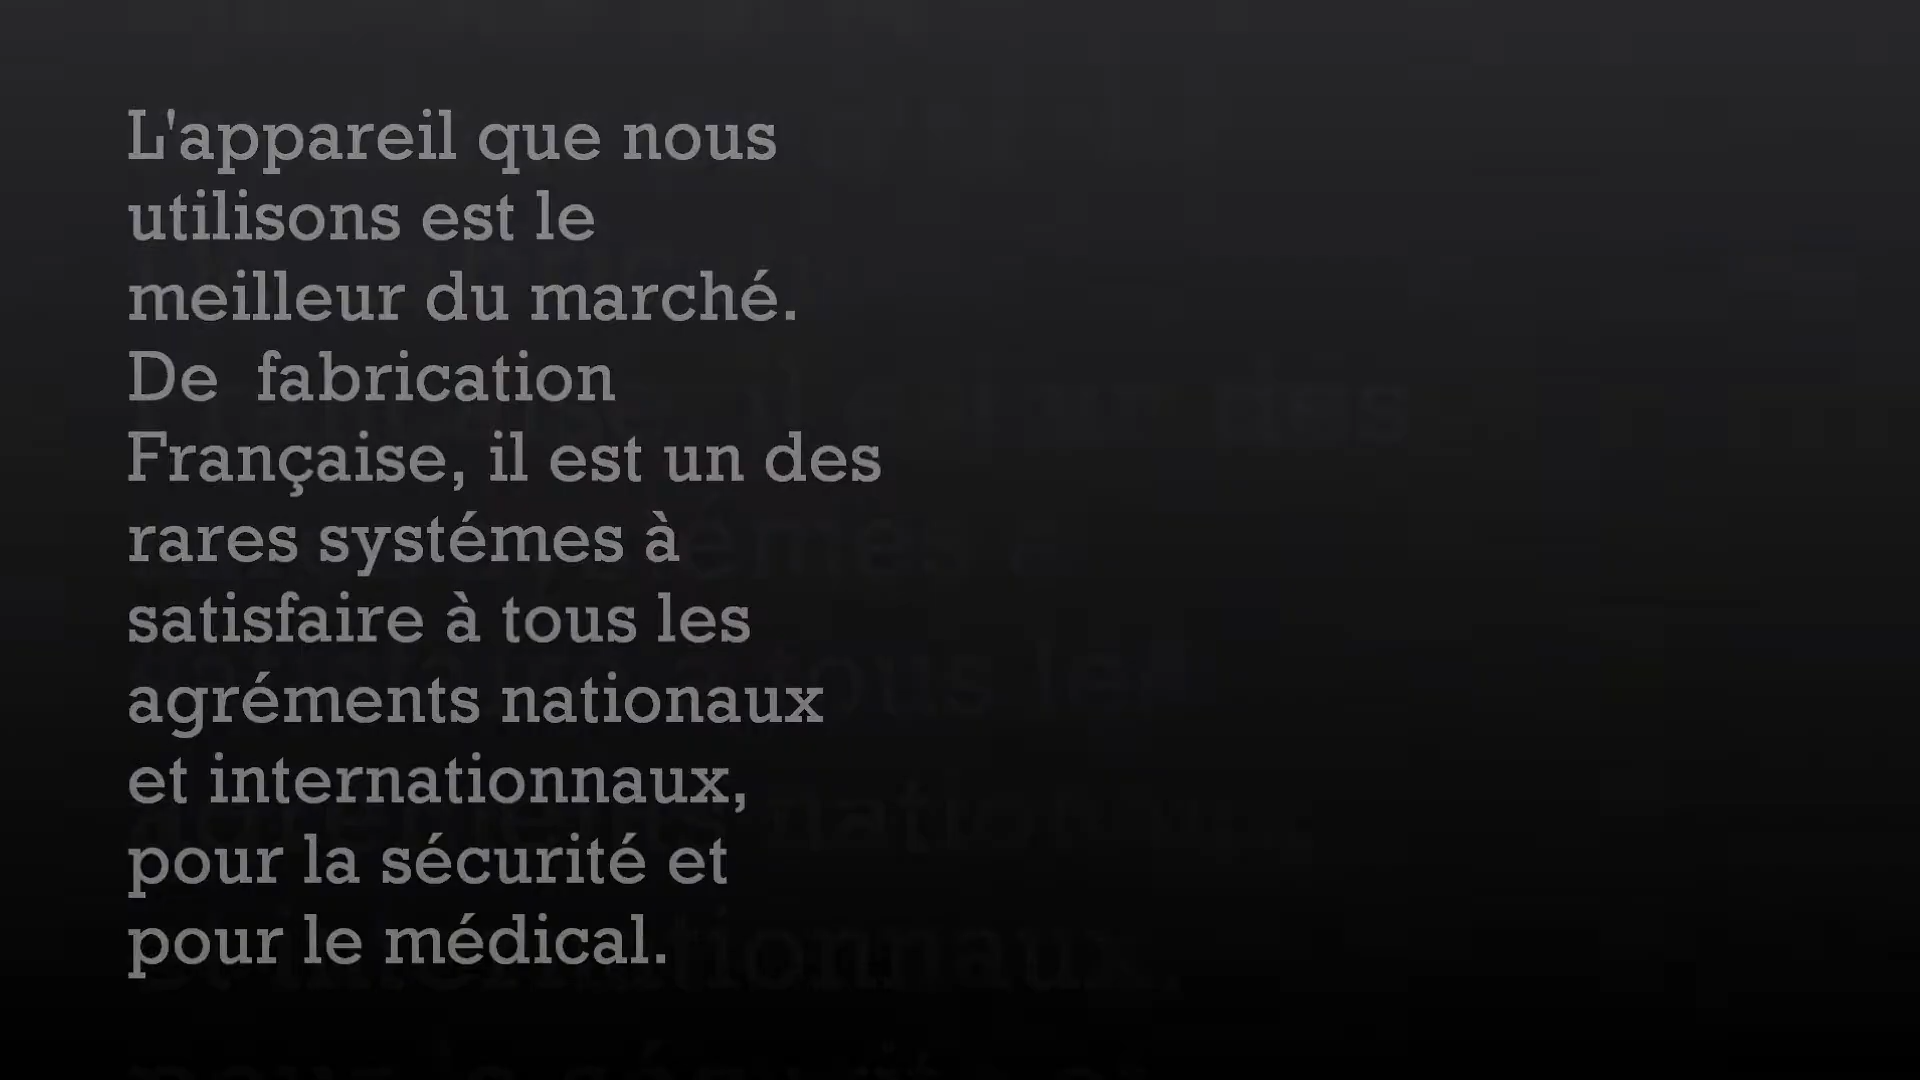 L'appareil que nous
utilisons est le
meilleur du marché.
De  fabrication
Française, il est un des
rares systémes à
satisfaire à tous les
agréments nationaux
et internationnaux,
pour la sécurité et
pour le médical.